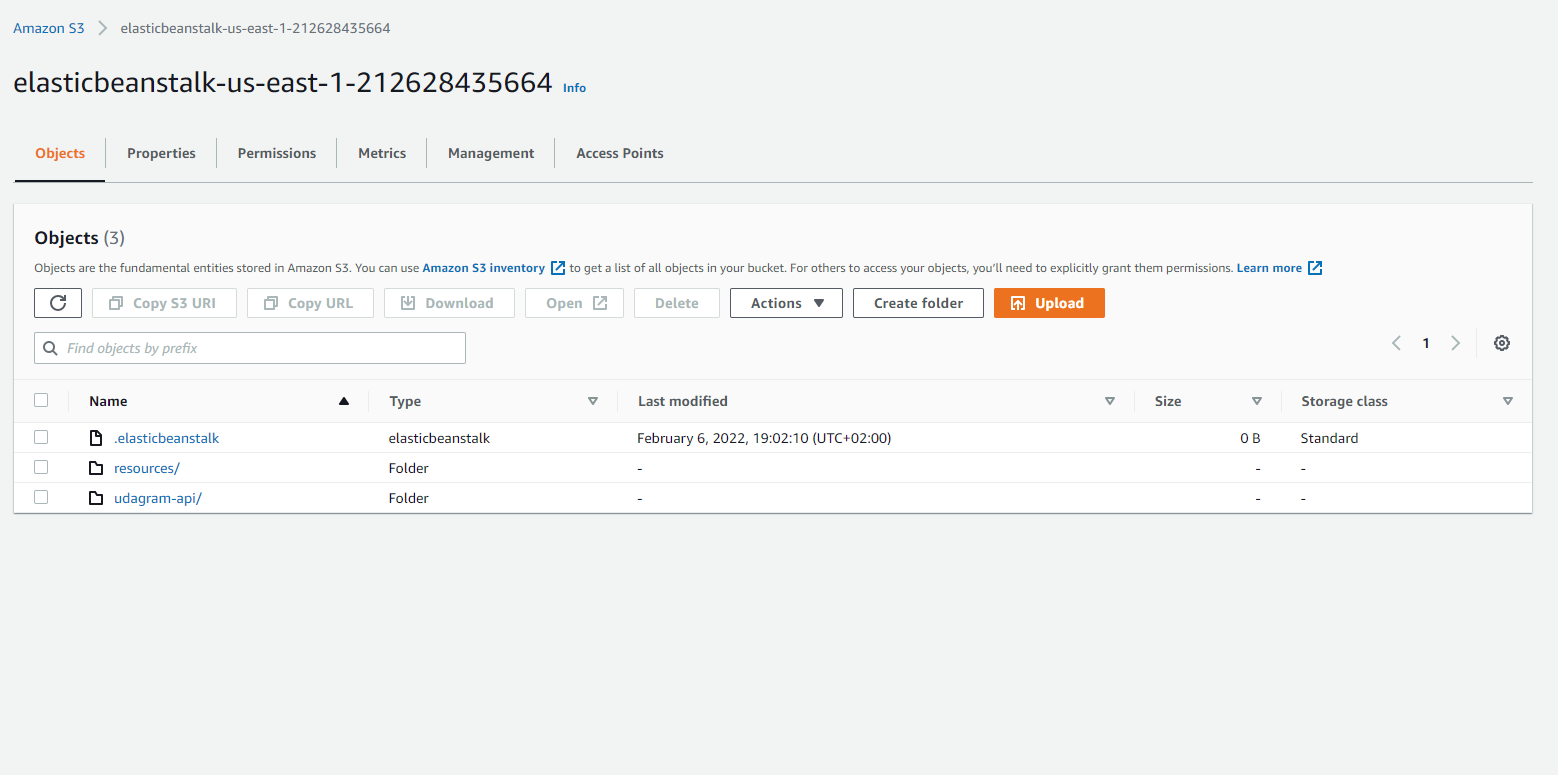 Amazon S3 elasticbeanstalk-us-east-1-212628435664
elasticbeanstalk-us-east-1-212628435664 Info
Objects Properties Permissions Metrics Management Access Points
Objects (3)
Objects are the fundamental entities stored in Amazon S3. You can use Amazon S3 inventory to get a list of all objects in your bucket. For others to access your objects, you'll need to explicitly grant them permissions. Learn more
Copy S3 URI Copy URL Download Open Delete Actions Create folder Upload
Find objects by prefix 1
Name Type Last modified Size Storage class
.elasticbeanstalk elasticbeanstalk February 6, 2022, 19:02:10 (UTC+02:00) 0 B Standard
resources/ Folder - - -
udagram-api/ Folder - - -